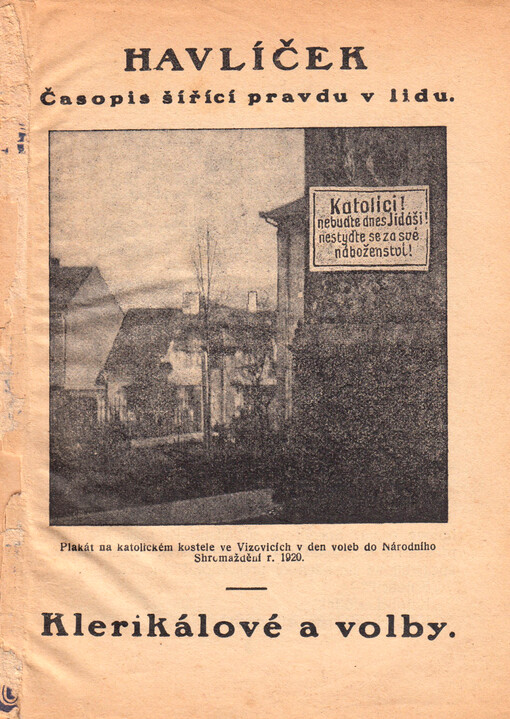 HAVLÍČEK
Časopis šířící pravdu v lidu.
Katolíci!
nebuďte dnes Jidáši!
nestyďte se za své
náboženství!
Plakát na katolickém kostele ve Vizovicích v den voleb do Národního
Shromáždění r. 1920.
Klerikálové a volby.